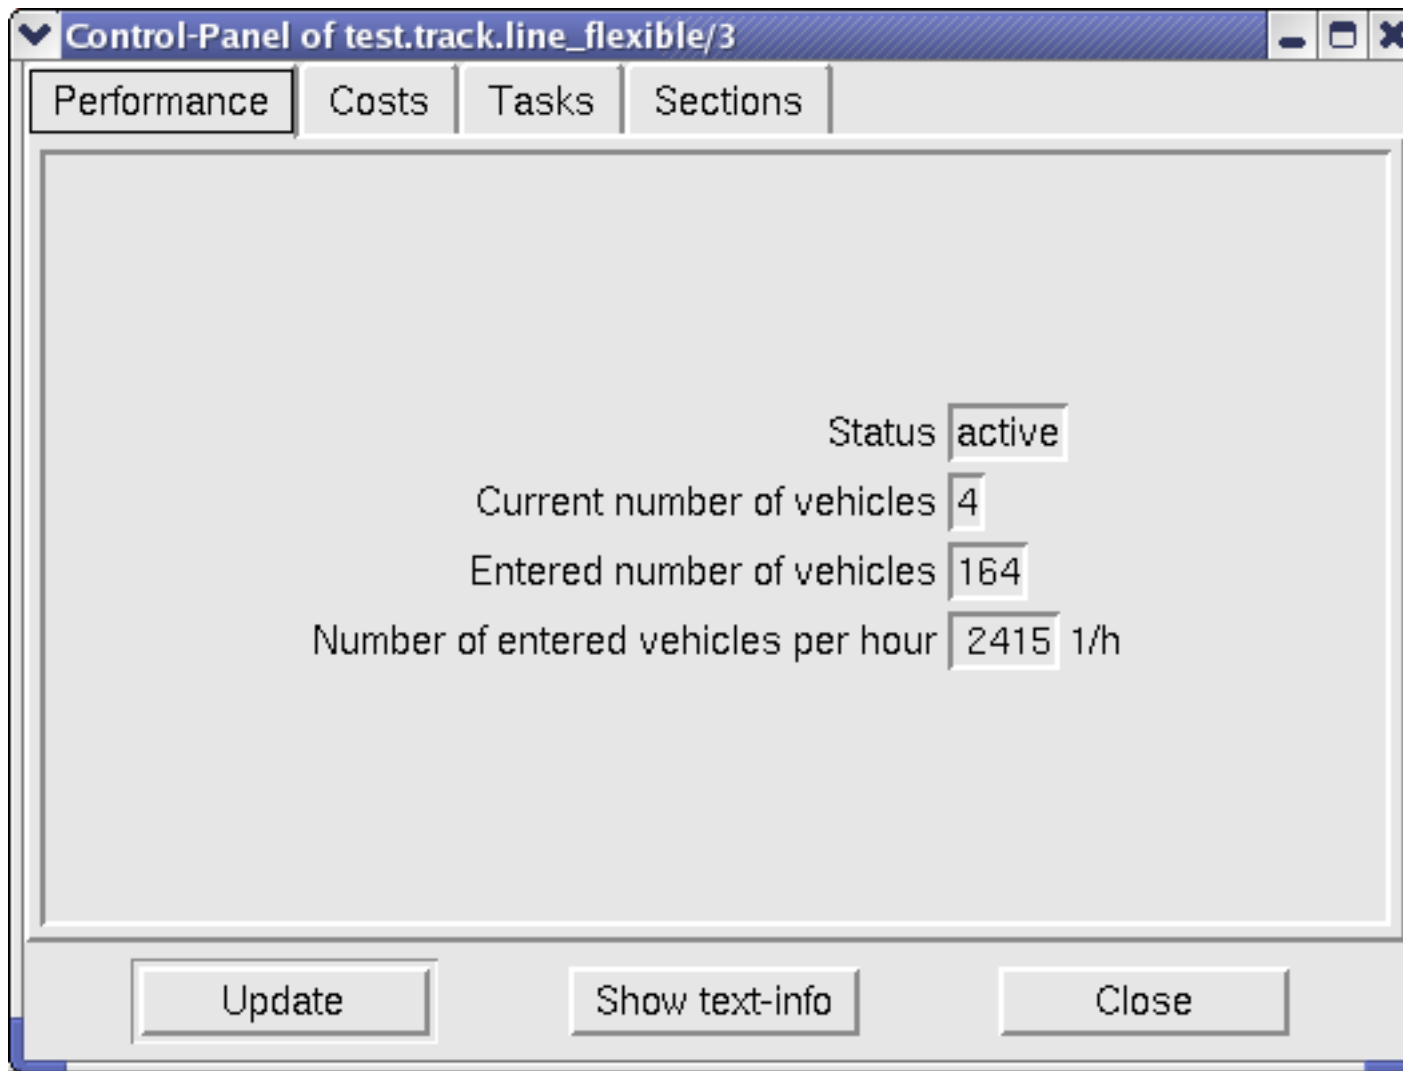 Control-Panel of test.track.line_flexible/3
Performance Costs Tasks Sections
Status active
Current number of vehicles 4
Entered number of vehicles 164
Number of entered vehicles per hour 2415 1/h
Update Show text-info Close